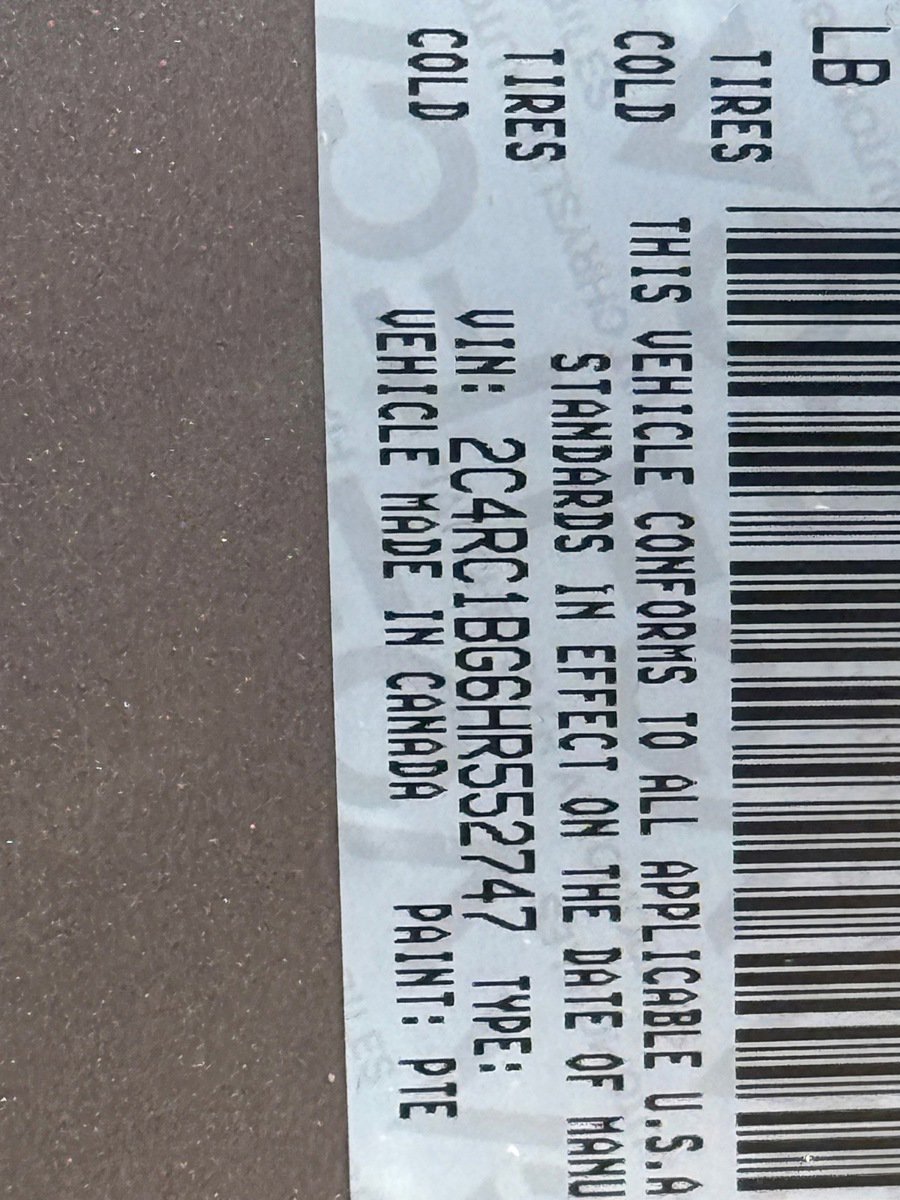 LB
TIRES
COLD
TIRES
COLD
THIS VEHICLE CONFORMS TO ALL APPLICABLE U.S.A
STANDARDS IN EFFECT ON THE DATE OF MANU
VIN: 2C4RC1BG6HR552747 TYPE:
VEHICLE MADE IN CANADA PAINT: PTE